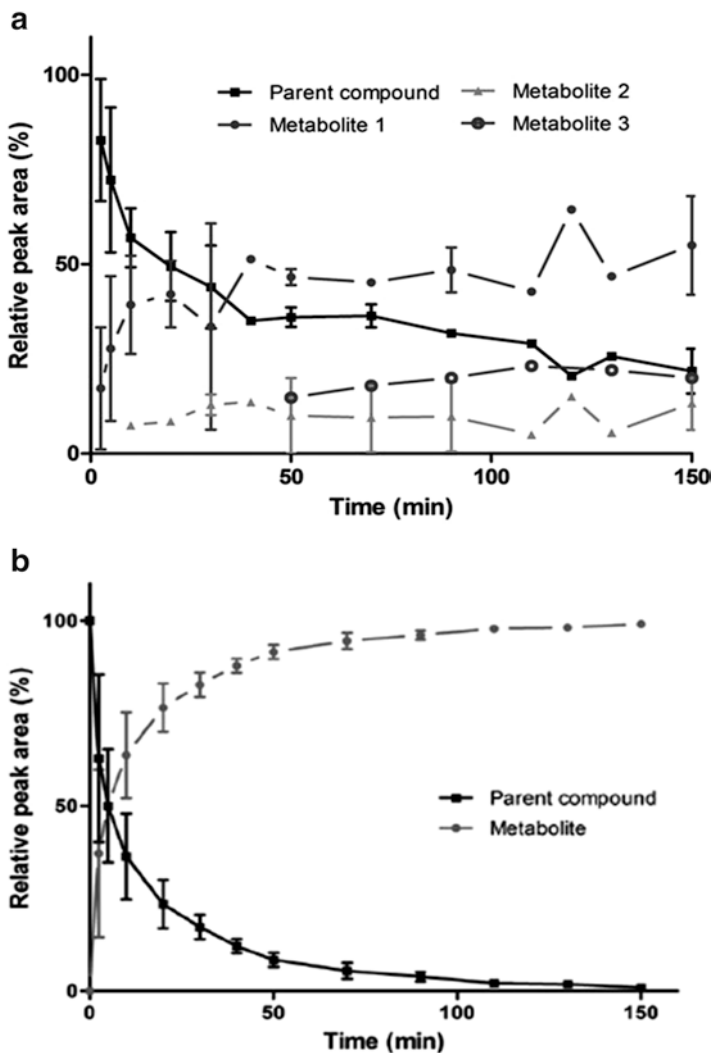 a
100
Parent compound
Metabolite 2
Metabolite 1
Metabolite 3
Relative peak area (%)
50
0
0
50
100
150
Time (min)
b
100
Relative peak area (%)
50
Parent compound
Metabolite
0
0
50
100
150
Time (min)